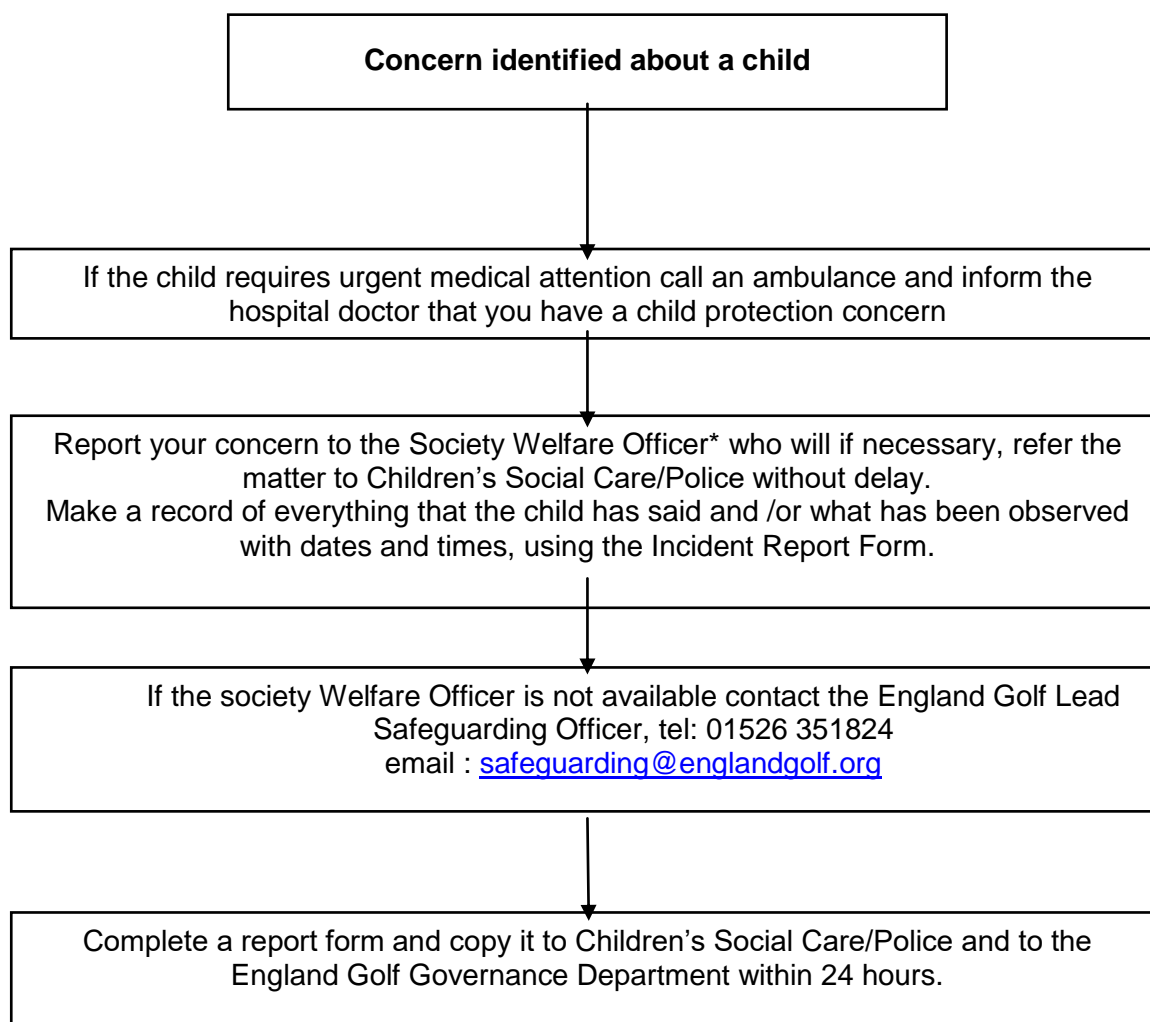 Concern identified about a child
If the child requires urgent medical attention call an ambulance and inform the
hospital doctor that you have a child protection concern
Report your concern to the Society Welfare Officer* who will if necessary, refer the
matter to Children’s Social Care/Police without delay.
Make a record of everything that the child has said and /or what has been observed
with dates and times, using the Incident Report Form.
If the society Welfare Officer is not available contact the England Golf Lead
Safeguarding Officer, tel: 01526 351824
email : safeguarding@englandgolf.org
Complete a report form and copy it to Children’s Social Care/Police and to the
England Golf Governance Department within 24 hours.